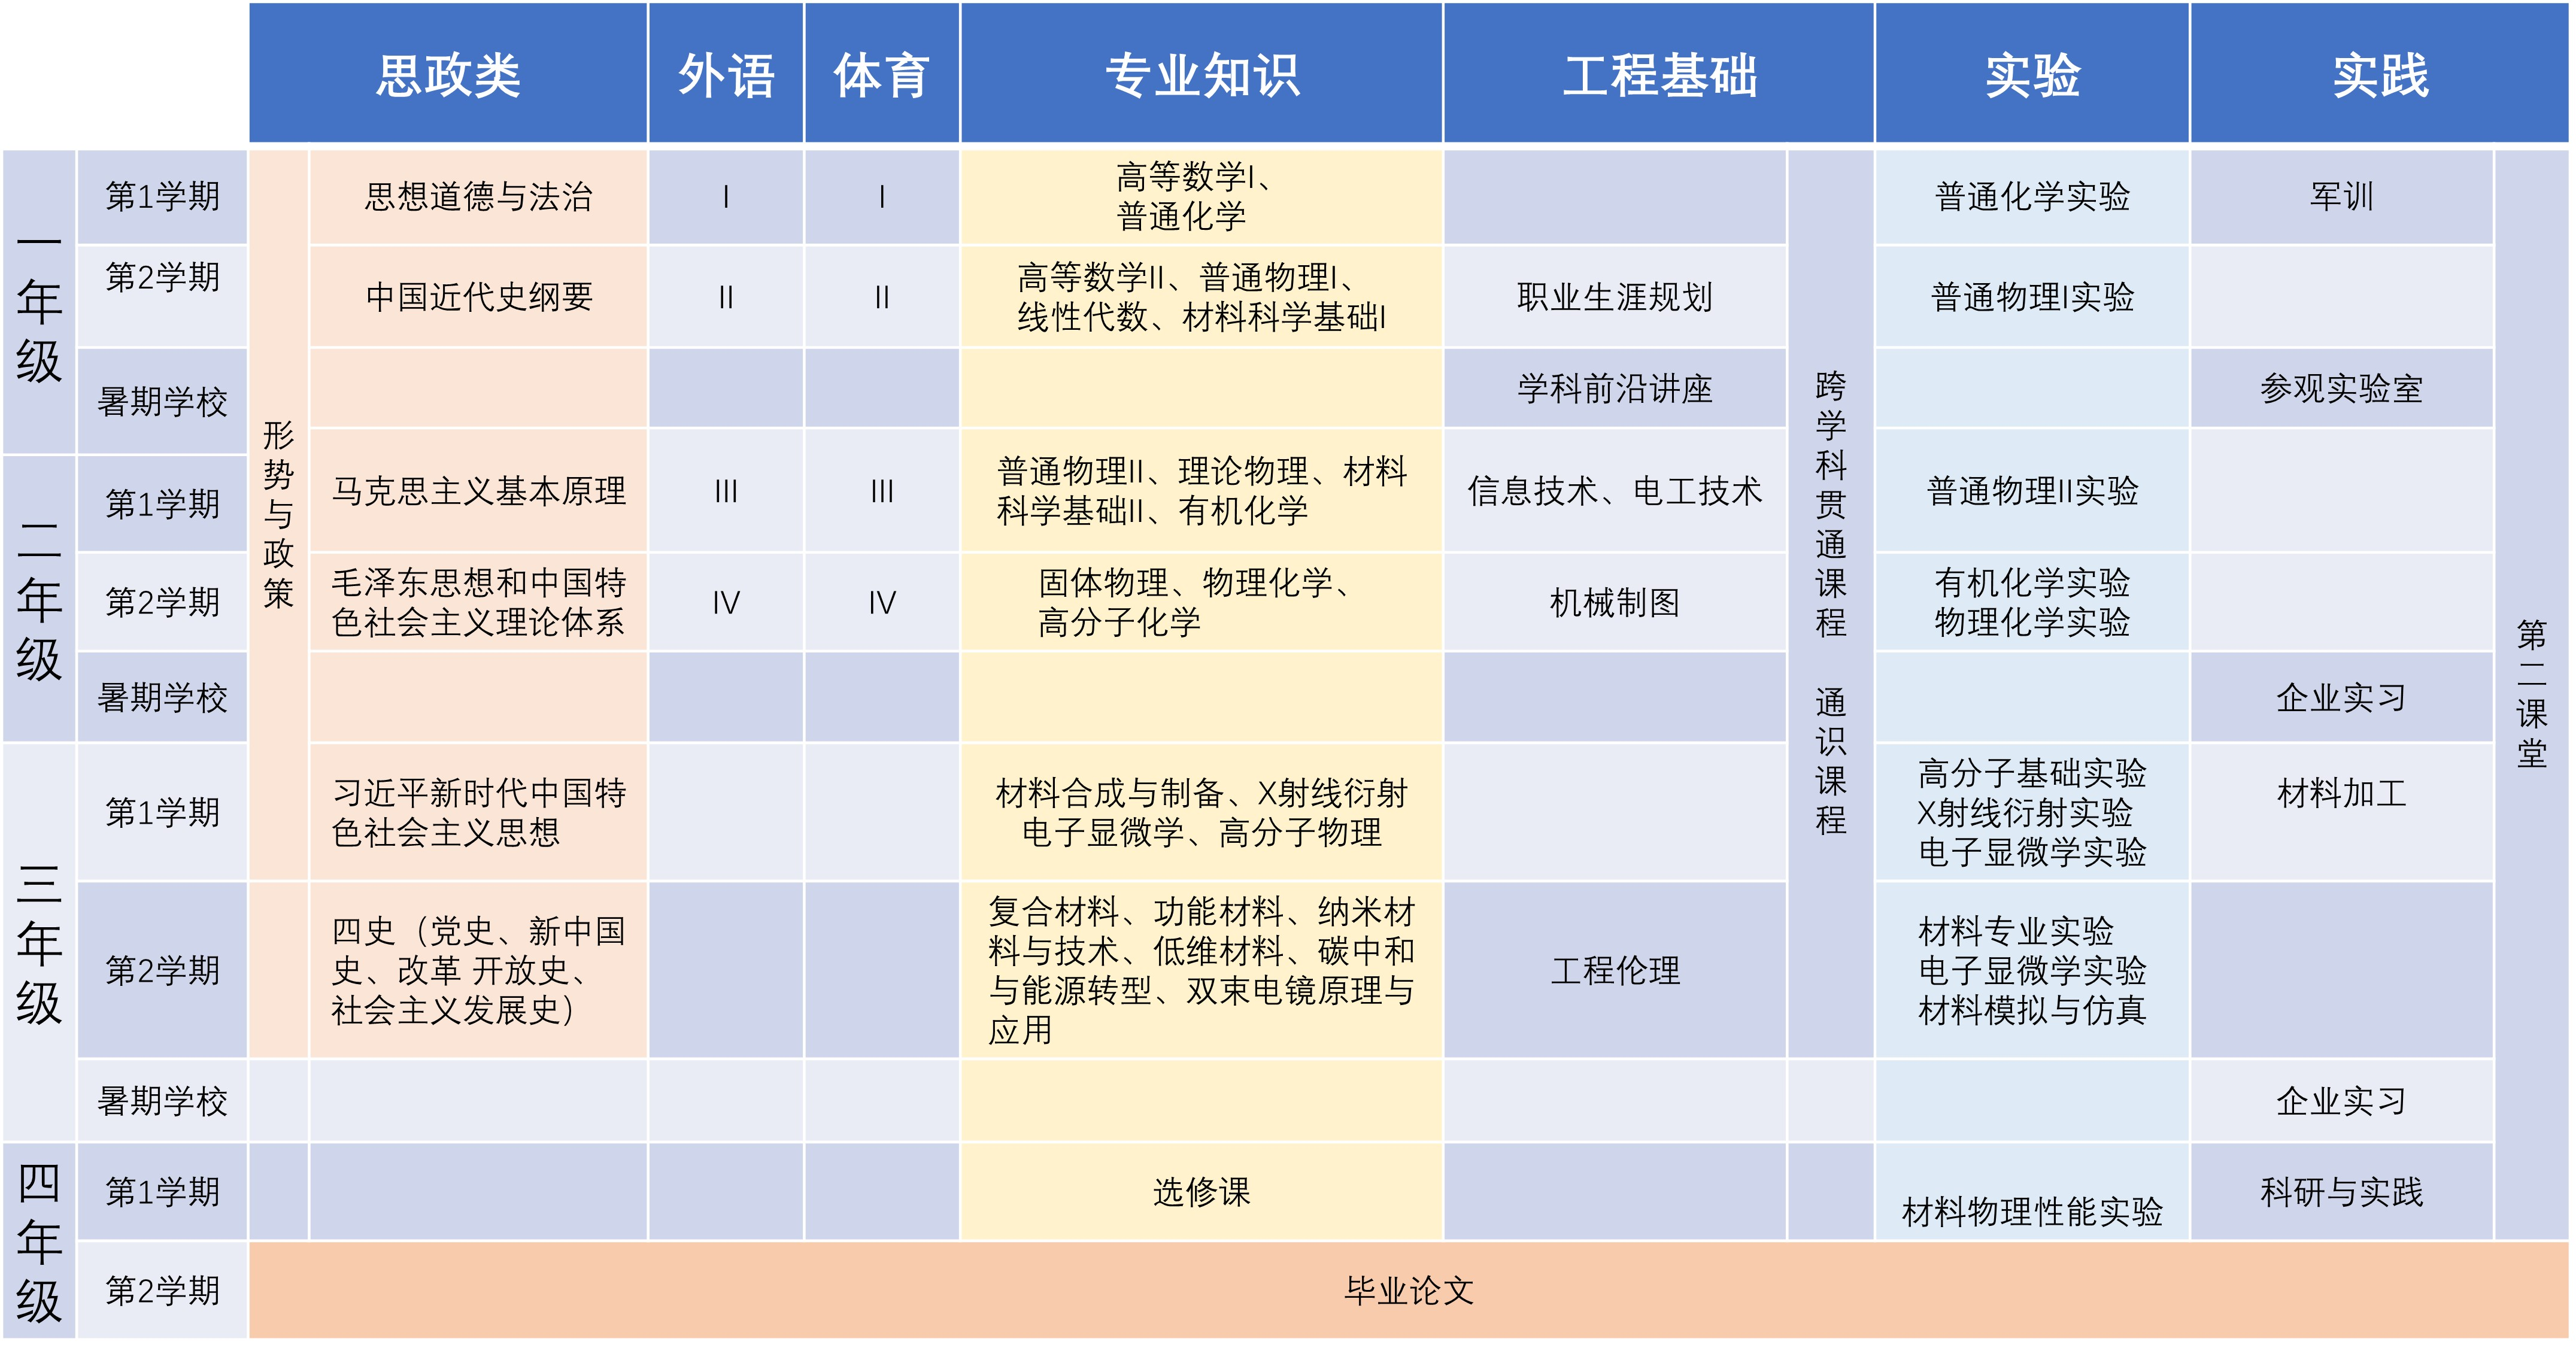 思政类
外语
体育
专业知识
工程基础
实验
实践
一年级
第1学期
形势与政策
思想道德与法治
I
I
高等数学I、
普通化学
跨学科贯通课程 通识课程
普通化学实验
军训
第二课堂
第2学期
中国近代史纲要
II
II
高等数学II、普通物理I、
线性代数、材料科学基础I
职业生涯规划
普通物理I实验
暑期学校
学科前沿讲座
参观实验室
二年级
第1学期
马克思主义基本原理
III
III
普通物理II、理论物理、材料
科学基础II、有机化学
信息技术、电工技术
普通物理II实验
第2学期
毛泽东思想和中国特
色社会主义理论体系
IV
IV
固体物理、物理化学、
高分子化学
机械制图
有机化学实验
物理化学实验
暑期学校
企业实习
三年级
第1学期
习近平新时代中国特
色社会主义思想
材料合成与制备、X射线衍射
电子显微学、高分子物理
高分子基础实验
X射线衍射实验
电子显微学实验
材料加工
第2学期
四史（党史、新中国
史、改革 开放史、
社会主义发展史）
复合材料、功能材料、纳米材
料与技术、低维材料、碳中和
与能源转型、双束电镜原理与
应用
工程伦理
材料专业实验
电子显微学实验
材料模拟与仿真
暑期学校
企业实习
四年级
第1学期
选修课
材料物理性能实验
科研与实践
第2学期
毕业论文